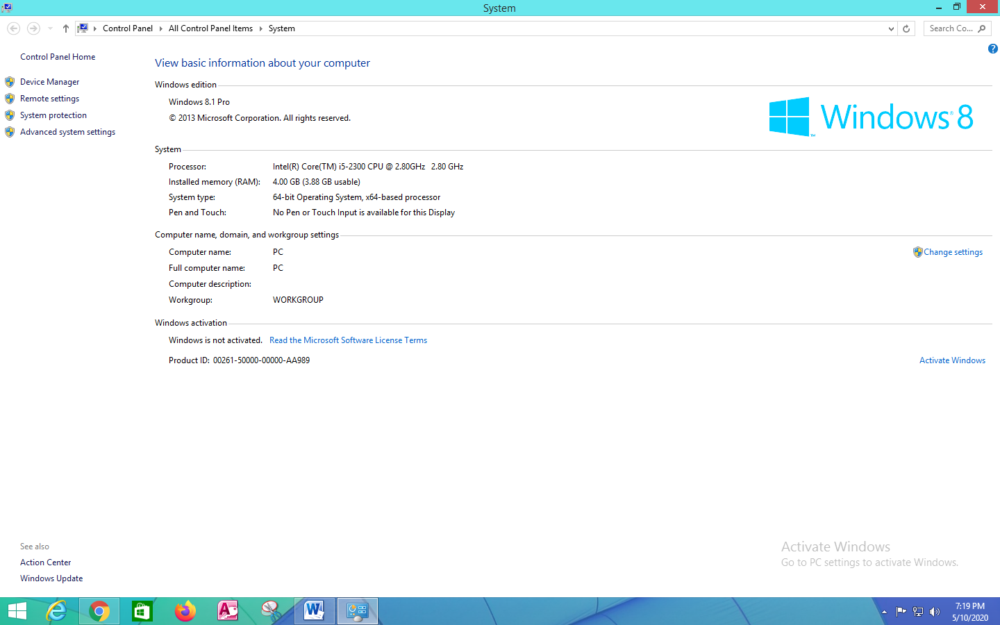 System
Control Panel All Control Panel Items System
Search Co...
Control Panel Home
Device Manager
Remote settings
System protection
Advanced system settings
View basic information about your computer
Windows edition
Windows 8.1 Pro
© 2013 Microsoft Corporation. All rights reserved.
Windows® 8
™
System
Processor: Intel(R) Core(TM) i5-2300 CPU @ 2.80GHz 2.80 GHz
Installed memory (RAM): 4.00 GB (3.88 GB usable)
System type: 64-bit Operating System, x64-based processor
Pen and Touch: No Pen or Touch Input is available for this Display
Computer name, domain, and workgroup settings
Computer name: PC
Change settings
Full computer name: PC
Computer description:
Workgroup: WORKGROUP
Windows activation
Windows is not activated. Read the Microsoft Software License Terms
Product ID: 00261-50000-00000-AA989
Activate Windows
See also
Action Center
Windows Update
Activate Windows
Go to PC settings to activate Windows.
7:19 PM
5/10/2020